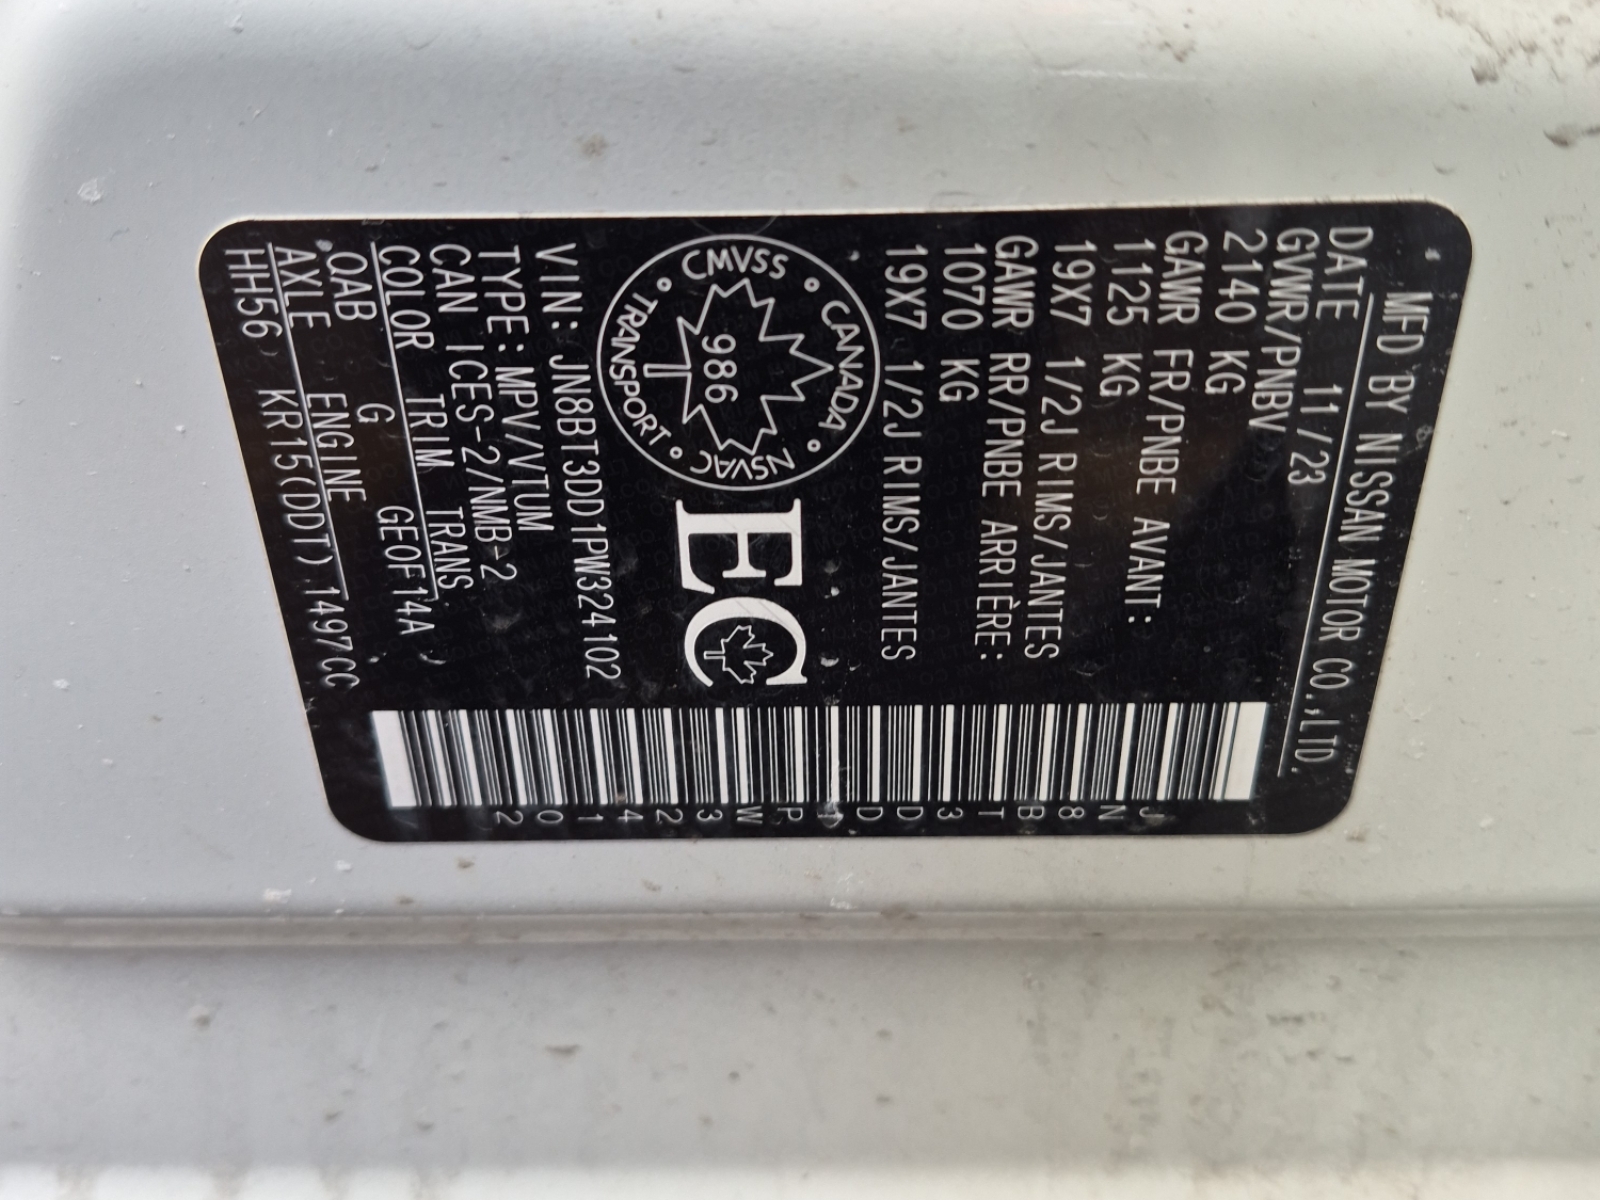 MFD BY NISSAN MOTOR CO.,LTD.
DATE 11/23
GVWR/PNBV
2140 KG
GAWR FR/PNBE AVANT:
1125 KG
19X7 1/2J RIMS/JANTES
GAWR RR/PNBE ARRIÈRE:
1070 KG
19X7 1/2J RIMS/JANTES
CMVSS CANADA NSVAC TRANSPORT
986
EC
VIN: JN8BT3DD1PW324102
TYPE:MPV/VTUM
CAN ICES-2/NMB-2
COLOR TRIM TRANS
QAB G GE0F14A
AXLE ENGINE
HH56 KR15(DDT)1497CC
JN8BT3DD1PW324102